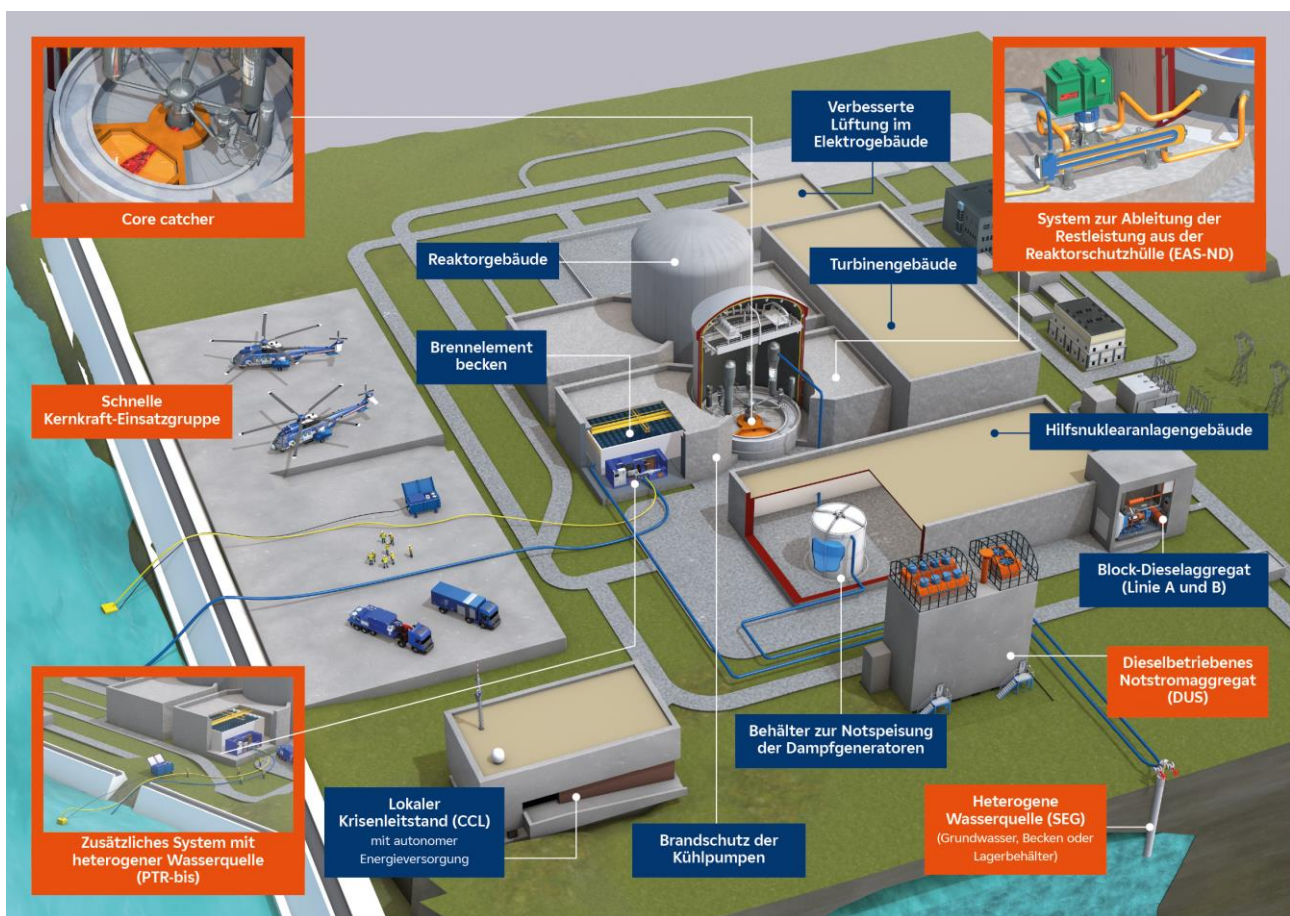 Core catcher
Verbesserte
Lüftung im
Elektrogebäude
System zur Ableitung der
Restleistung aus der
Reaktorschutzhülle (EAS-ND)
Reaktorgebäude
Turbinengebäude
Brennelement
becken
Schnelle
Kernkraft-Einsatzgruppe
Hilfsnuklearanlagengebäude
Block-Dieselaggregat
(Linie A und B)
Dieselbetriebenes
Notstromaggregat
(DUS)
Behälter zur Notspeisung
der Dampfgeneratoren
Zusätzliches System mit
heterogener Wasserquelle
(PTR-bis)
Lokaler
Krisenleitstand (CCL)
mit autonomer
Energieversorgung
Brandschutz der
Kühlpumpen
Heterogene
Wasserquelle (SEG)
(Grundwasser, Becken oder
Lagerbehälter)